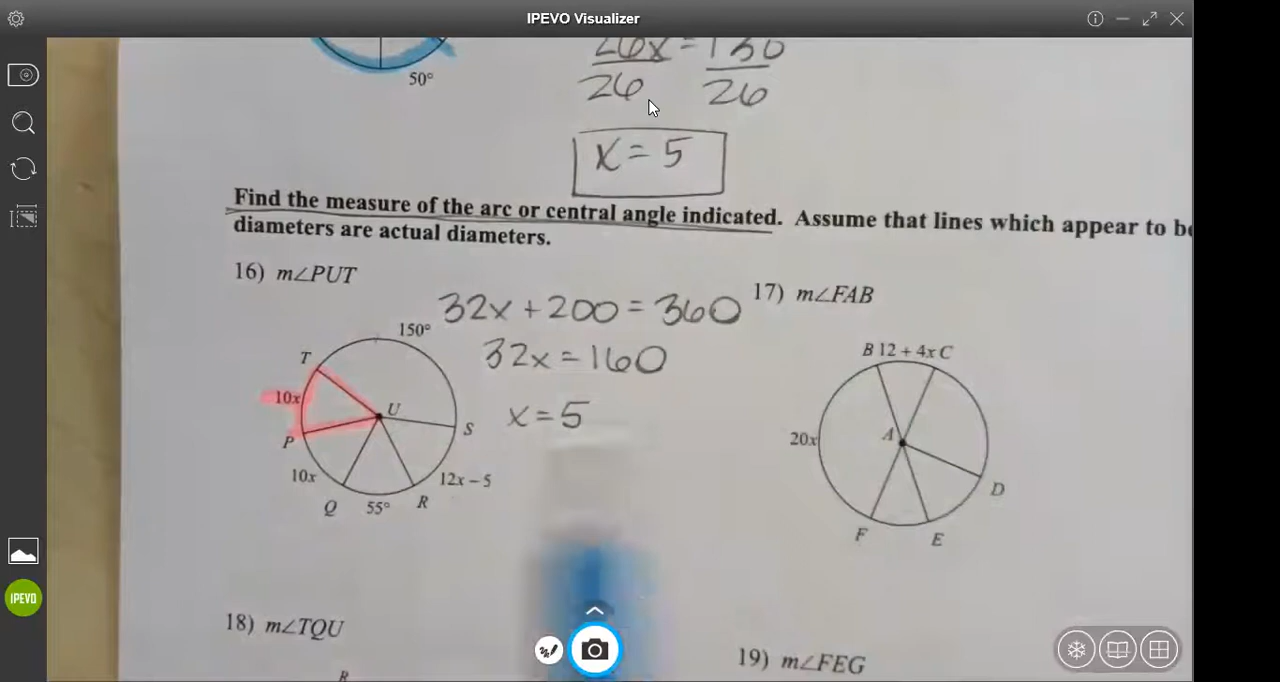 IPEVO Visualizer
50°
26x = 130
26 26
x = 5
Find the measure of the arc or central angle indicated. Assume that lines which appear to be
diameters are actual diameters.
16) m∠PUT
32x + 200 = 360
32x = 160
x = 5
150°
T
10x
U
P
S
10x
12x – 5
Q
55°
R
17) m∠FAB
B 12 + 4x C
20x
A
D
F
E
18) m∠TQU
R
19) m∠FEG
IPEVO